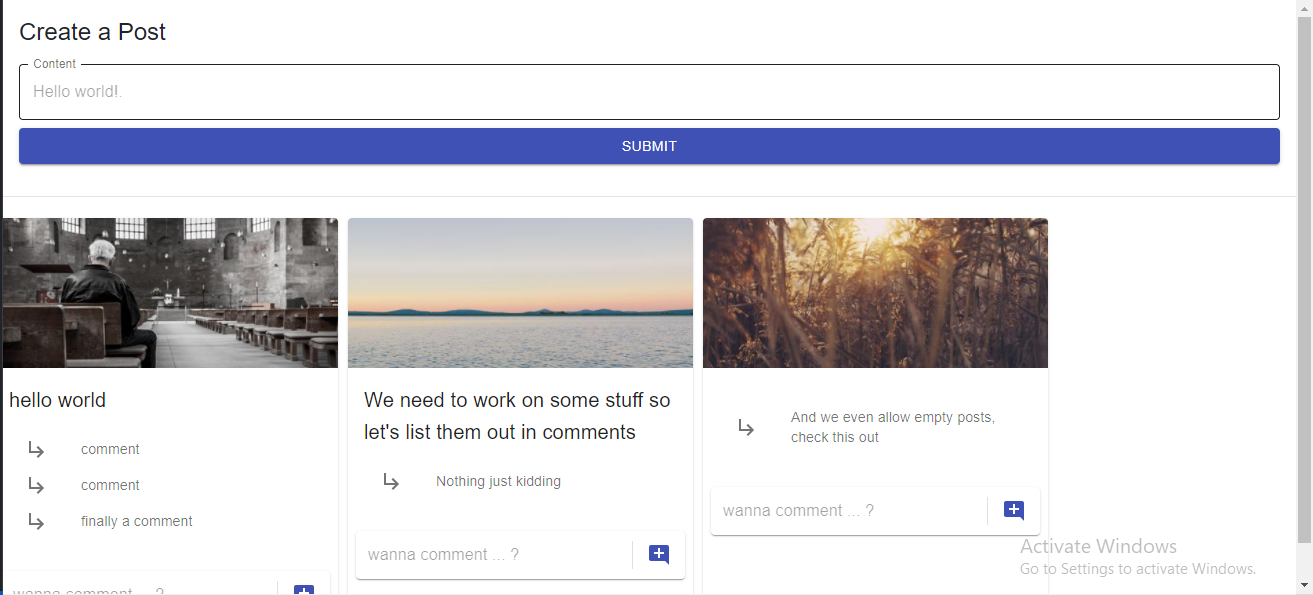 Create a Post
Content
Hello world!.
SUBMIT
hello world
comment
comment
finally a comment
wanna comment ... ?
We need to work on some stuff so
let's list them out in comments
Nothing just kidding
wanna comment ... ?
And we even allow empty posts,
check this out
wanna comment ... ?
Activate Windows
Go to Settings to activate Windows.